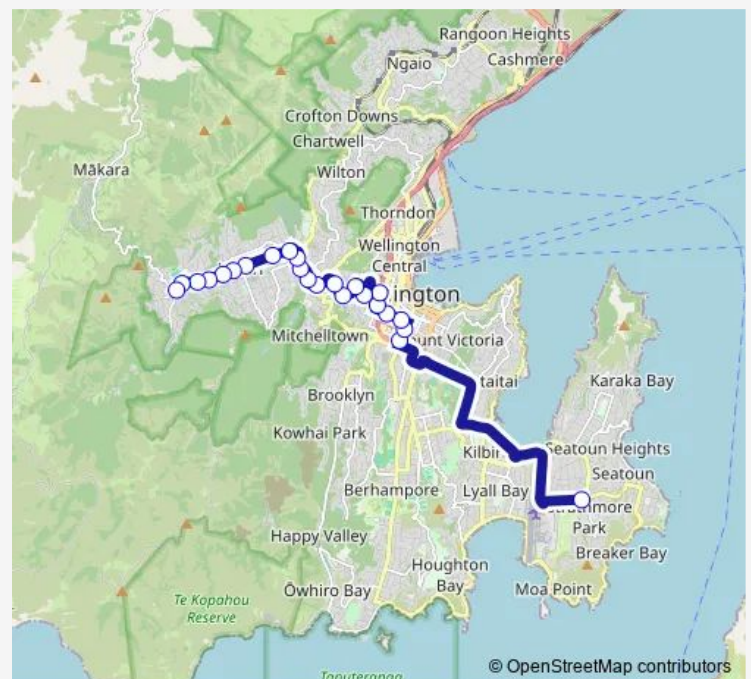 Rangoon Heights
Ngaio
Cashmere
Crofton Downs
Chartwell
Mākara
Wilton
Thorndon
Wellington
Central
ington
Mitchelltown
ount Victoria
taitai
Brooklyn
Karaka Bay
Kowhai Park
Kilbir
Seatoun Heights
Seatoun
Berhampore
Lyall Bay
Strathmore
Park
Happy Valley
Breaker Bay
Houghton
Bay
Ōwhiro Bay
Moa Point
Te Kopahou
Reserve
Taputeranga
© OpenStreetMap contributors